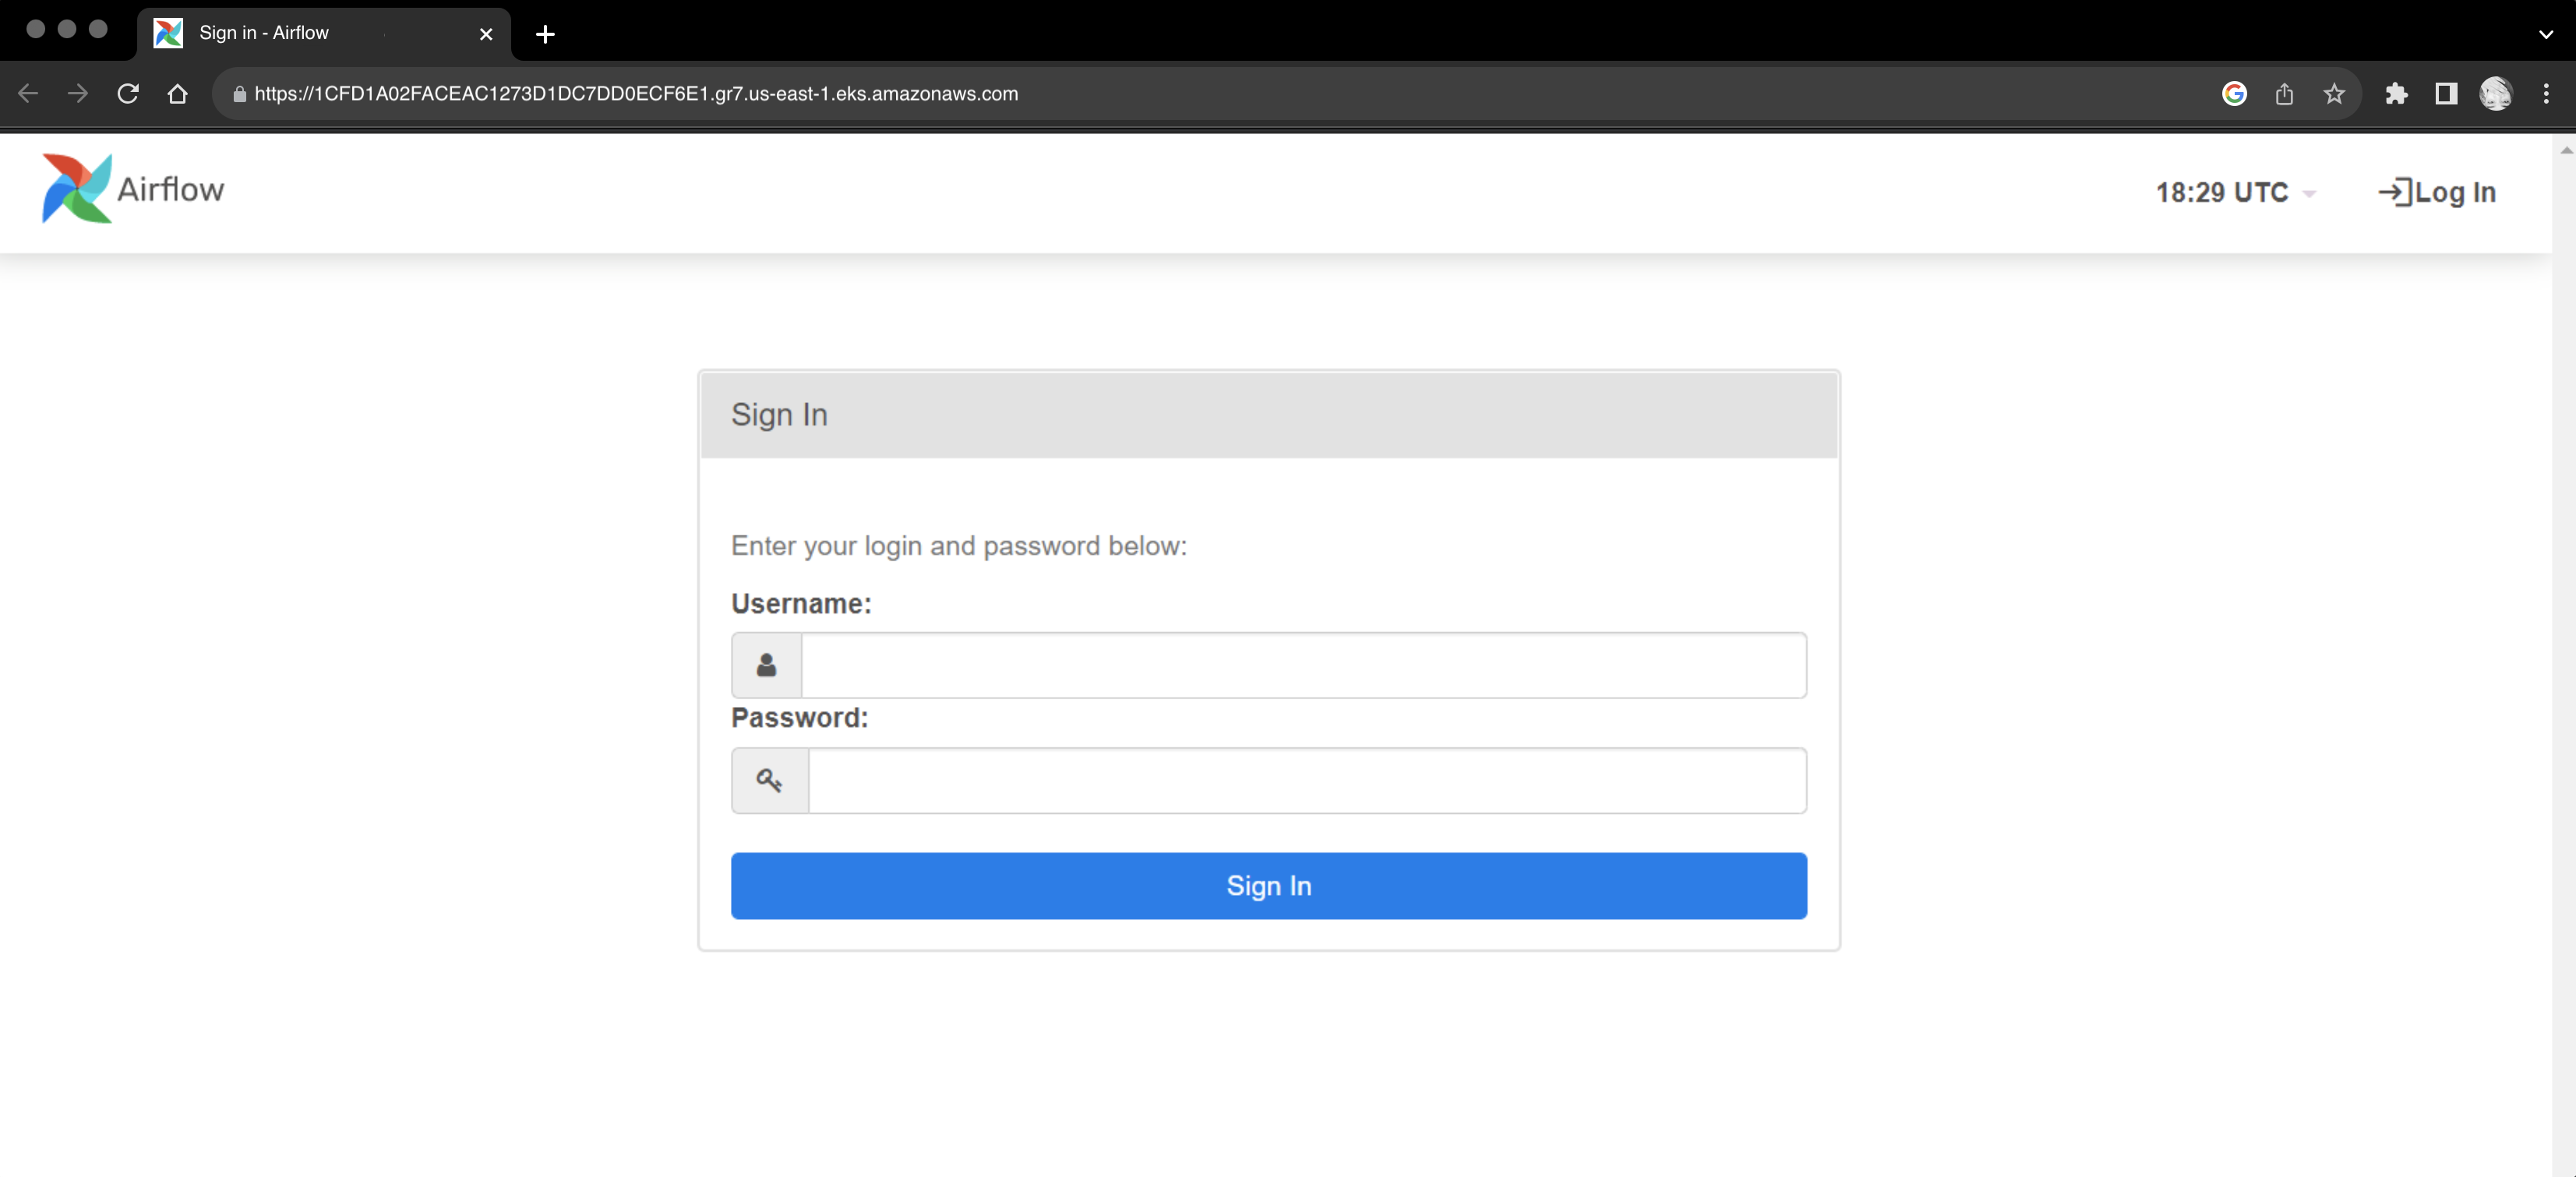 Sign in - Airflow
https://1CFD1A02FACEAC1273D1DC7DD0ECF6E1.gr7.us-east-1.eks.amazonaws.com
Airflow
18:29 UTC
Log In
Sign In
Enter your login and password below:
Username:
Password:
Sign In